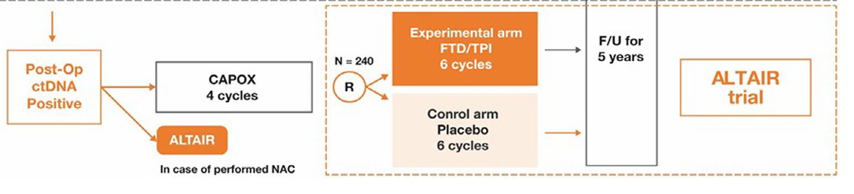 Post-Op
ctDNA
Positive
CAPOX
4 cycles
ALTAIR
In case of performed NAC
N = 240
R
Experimental arm
FTD/TPI
6 cycles
Conrol arm
Placebo
6 cycles
F/U for
5 years
ALTAIR
trial